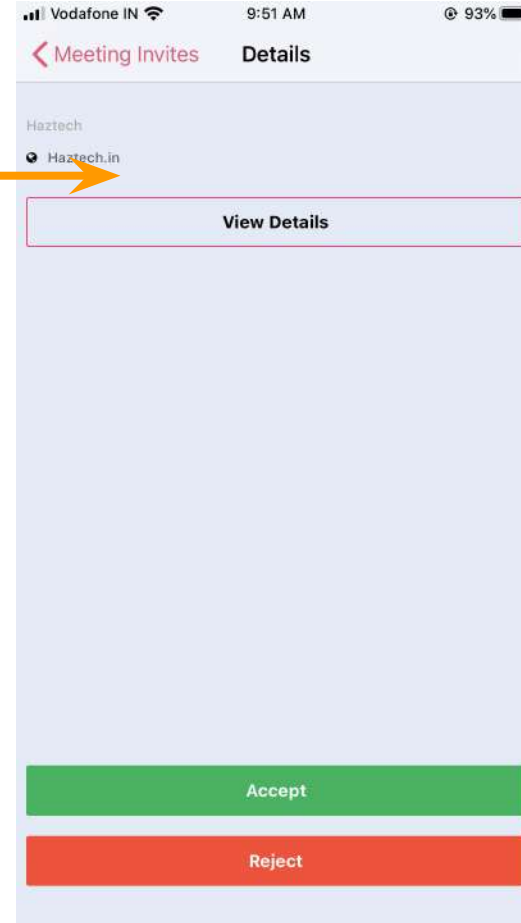 Vodafone IN 9:51 AM 93%
Meeting Invites Details
Haztech
Haztech.in
View Details
Accept
Reject